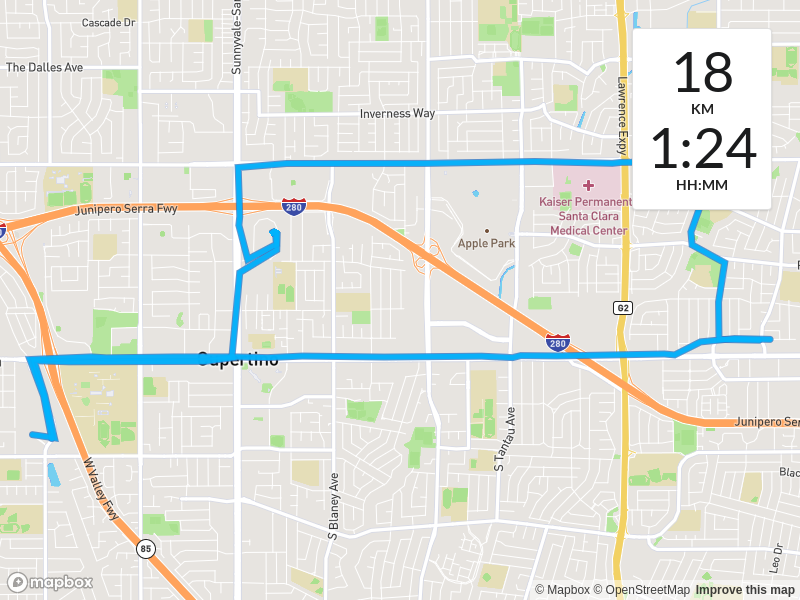 Cascade Dr
Sunnyvale-Sar
The Dalles Ave
18
KM
1:24
HH:MM
Inverness Way
Lawrence Expy
Kaiser Permanent
Santa Clara
Medical Center
Junipero Serra Fwy
280
Apple Park
G2
280
Cupertino
Junipero Ser
S Tantau Ave
W Valley Fwy
S Blaney Ave
Blac
85
Leo Dr
mapbox
© Mapbox © OpenStreetMap Improve this map